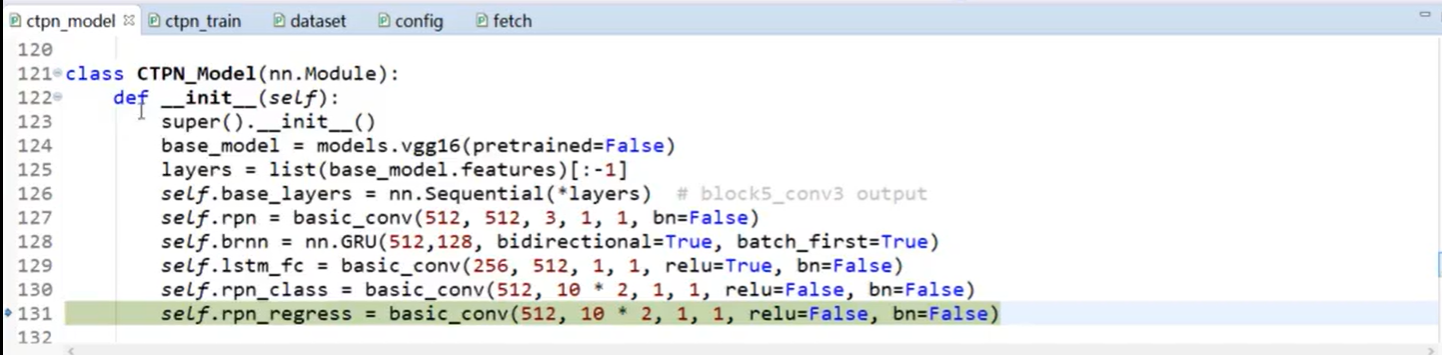 ctpn_model ctpn_train dataset config fetch
120
121 class CTPN_Model(nn.Module):
122     def __init__(self):
123         super().__init__()
124         base_model = models.vgg16(pretrained=False)
125         layers = list(base_model.features)[:-1]
126         self.base_layers = nn.Sequential(*layers)  # block5_conv3 output
127         self.rpn = basic_conv(512, 512, 3, 1, 1, bn=False)
128         self.brnn = nn.GRU(512,128, bidirectional=True, batch_first=True)
129         self.lstm_fc = basic_conv(256, 512, 1, 1, relu=True, bn=False)
130         self.rpn_class = basic_conv(512, 10 * 2, 1, 1, relu=False, bn=False)
131         self.rpn_regress = basic_conv(512, 10 * 2, 1, 1, relu=False, bn=False)
132